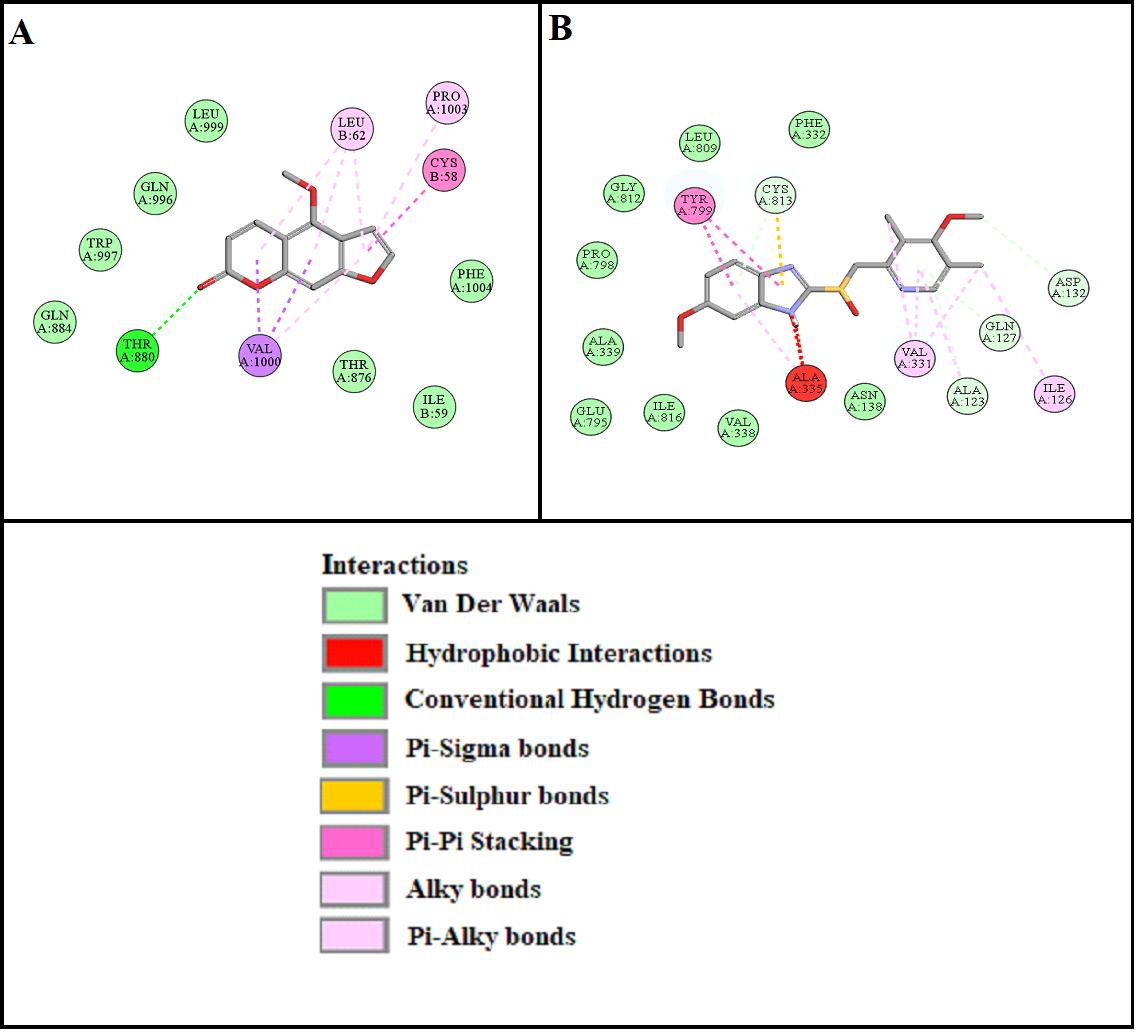 A
B
LEU
A:999
GLN
A:996
TRP
A:997
GLN
A:884
THR
A:880
VAL
A:1000
LEU
B:62
PRO
A:1003
CYS
B:58
PHE
A:1004
THR
A:876
ILE
B:59
LEU
A:809
PHE
A:332
GLY
A:812
TYR
A:799
CYS
A:813
PRO
A:798
ASP
A:132
GLN
A:127
ALA
A:339
VAL
A:331
ALA
A:335
ALA
A:123
ILE
A:126
ASN
A:138
GLU
A:795
ILE
A:816
VAL
A:338
Interactions
Van Der Waals
Hydrophobic Interactions
Conventional Hydrogen Bonds
Pi-Sigma bonds
Pi-Sulphur bonds
Pi-Pi Stacking
Alky bonds
Pi-Alky bonds